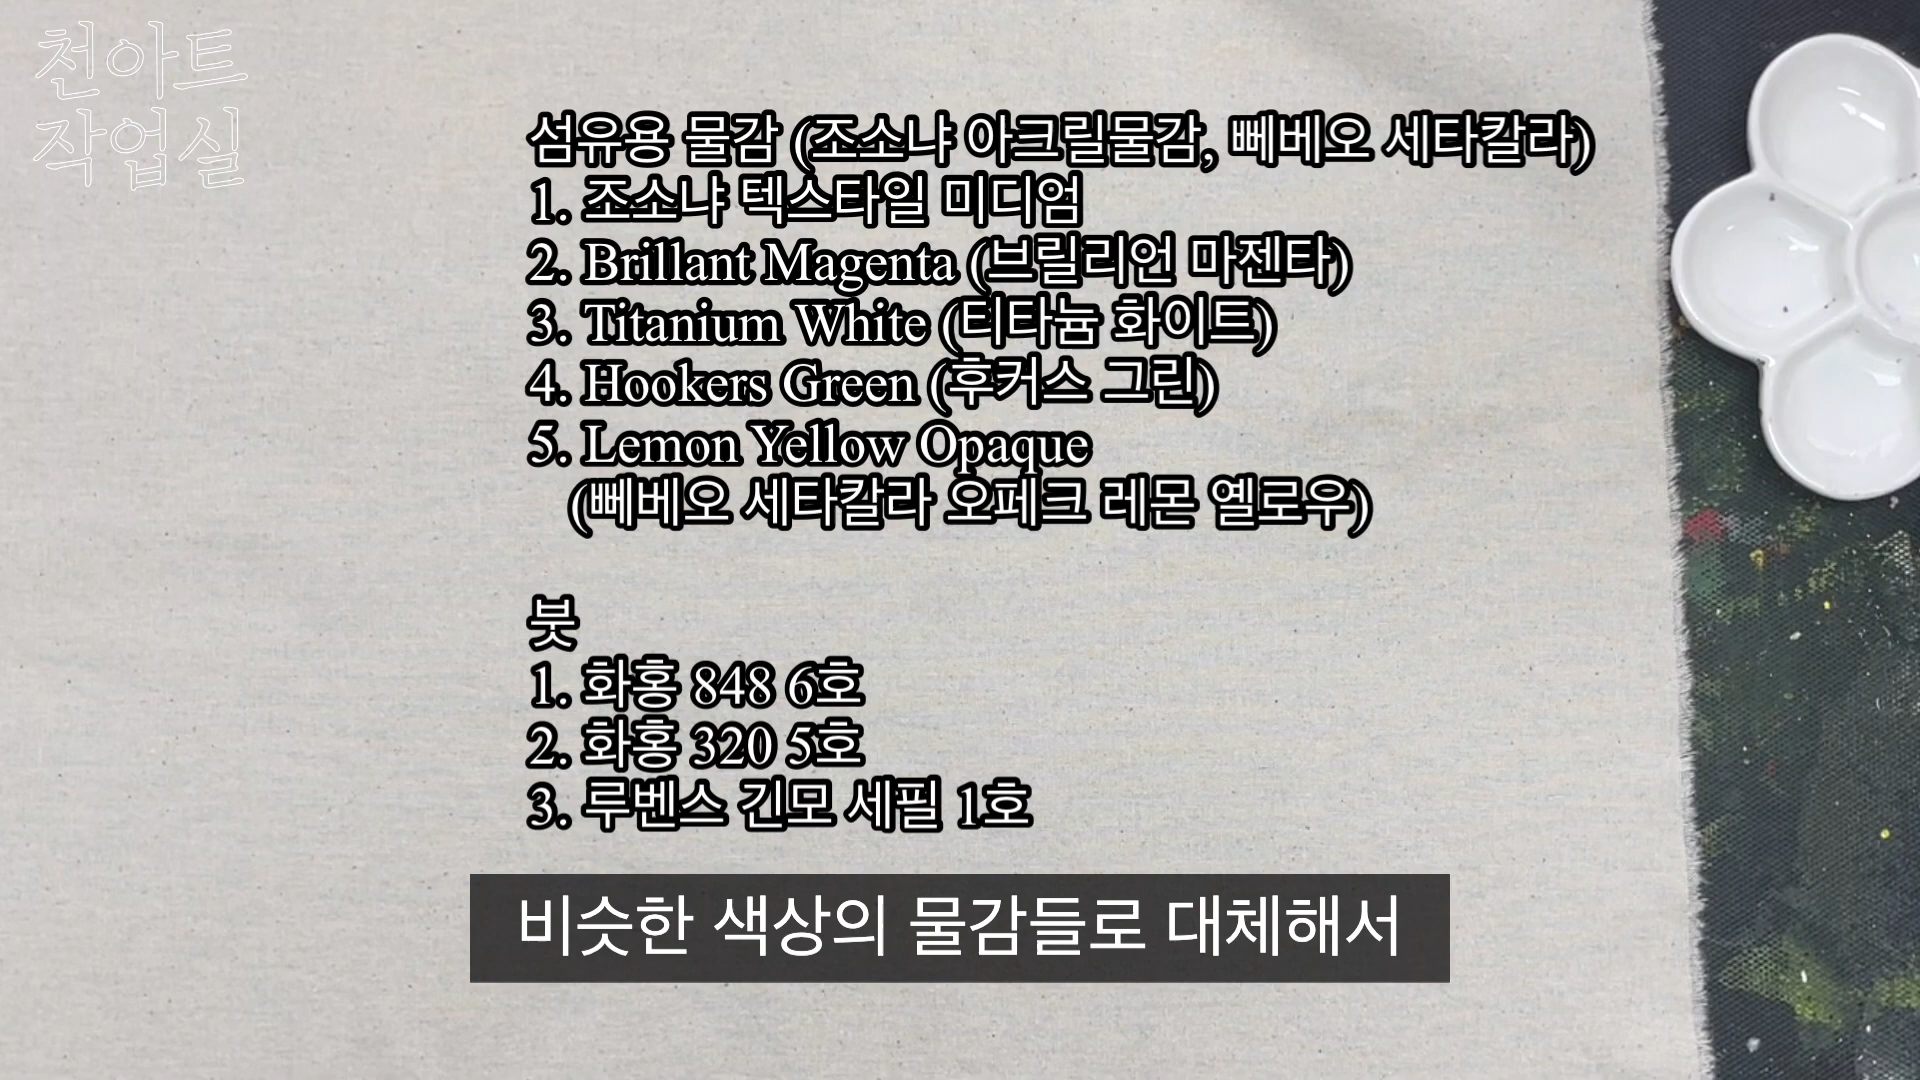 천아트
작업실
섬유용 물감 (조소냐 아크릴물감, 뻬베오 세타칼라)
1. 조소냐 텍스타일 미디엄
2. Brillant Magenta (브릴리언 마젠타)
3. Titanium White (티타늄 화이트)
4. Hookers Green (후커스 그린)
5. Lemon Yellow Opaque
(뻬베오 세타칼라 오페크 레몬 옐로우)
붓
1. 화홍 848 6호
2. 화홍 320 5호
3. 루벤스 긴모 세필 1호
비슷한 색상의 물감들로 대체해서